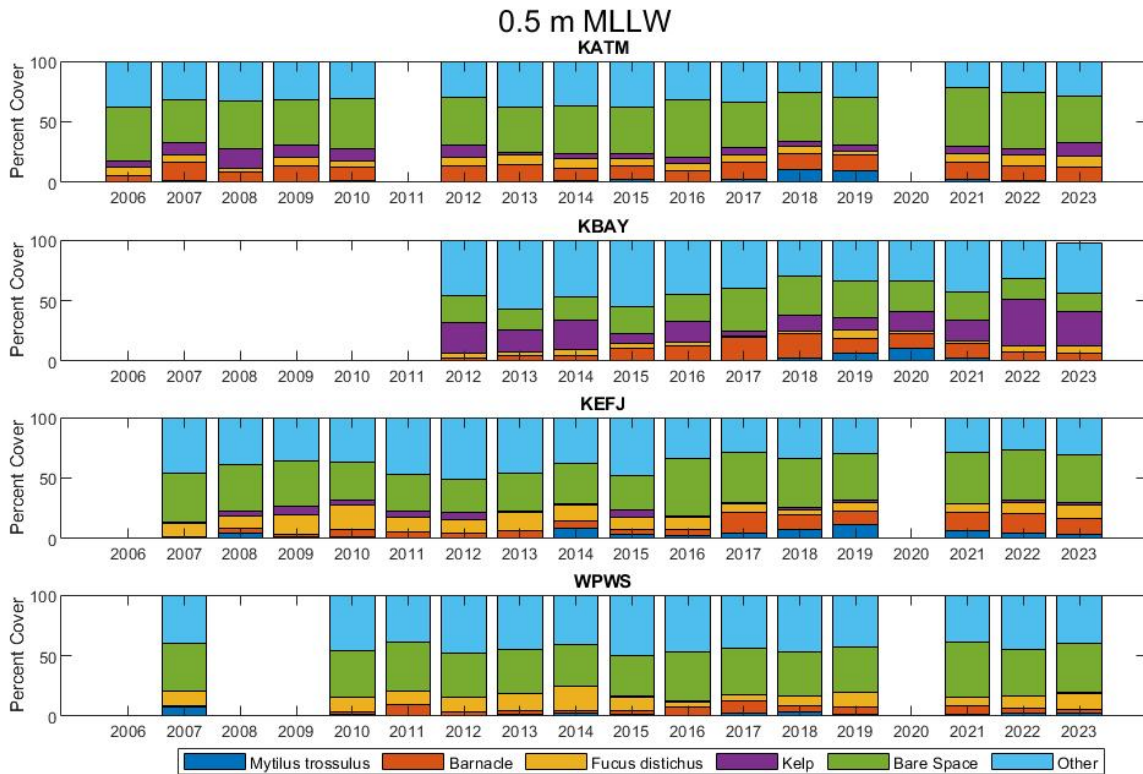 0.5 m MLLW
KATM
Percent Cover
100
50
0
2006 2007 2008 2009 2010 2011 2012 2013 2014 2015 2016 2017 2018 2019 2020 2021 2022 2023
KBAY
Percent Cover
100
50
0
2006 2007 2008 2009 2010 2011 2012 2013 2014 2015 2016 2017 2018 2019 2020 2021 2022 2023
KEFJ
Percent Cover
100
50
0
2006 2007 2008 2009 2010 2011 2012 2013 2014 2015 2016 2017 2018 2019 2020 2021 2022 2023
WPWS
Percent Cover
100
50
0
2006 2007 2008 2009 2010 2011 2012 2013 2014 2015 2016 2017 2018 2019 2020 2021 2022 2023
Mytilus trossulus Barnacle Fucus distichus Kelp Bare Space Other